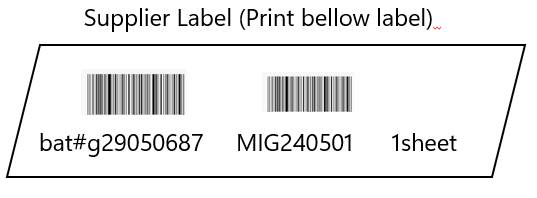 Supplier Label (Print bellow label)
bat#g29050687 MIG240501 1sheet